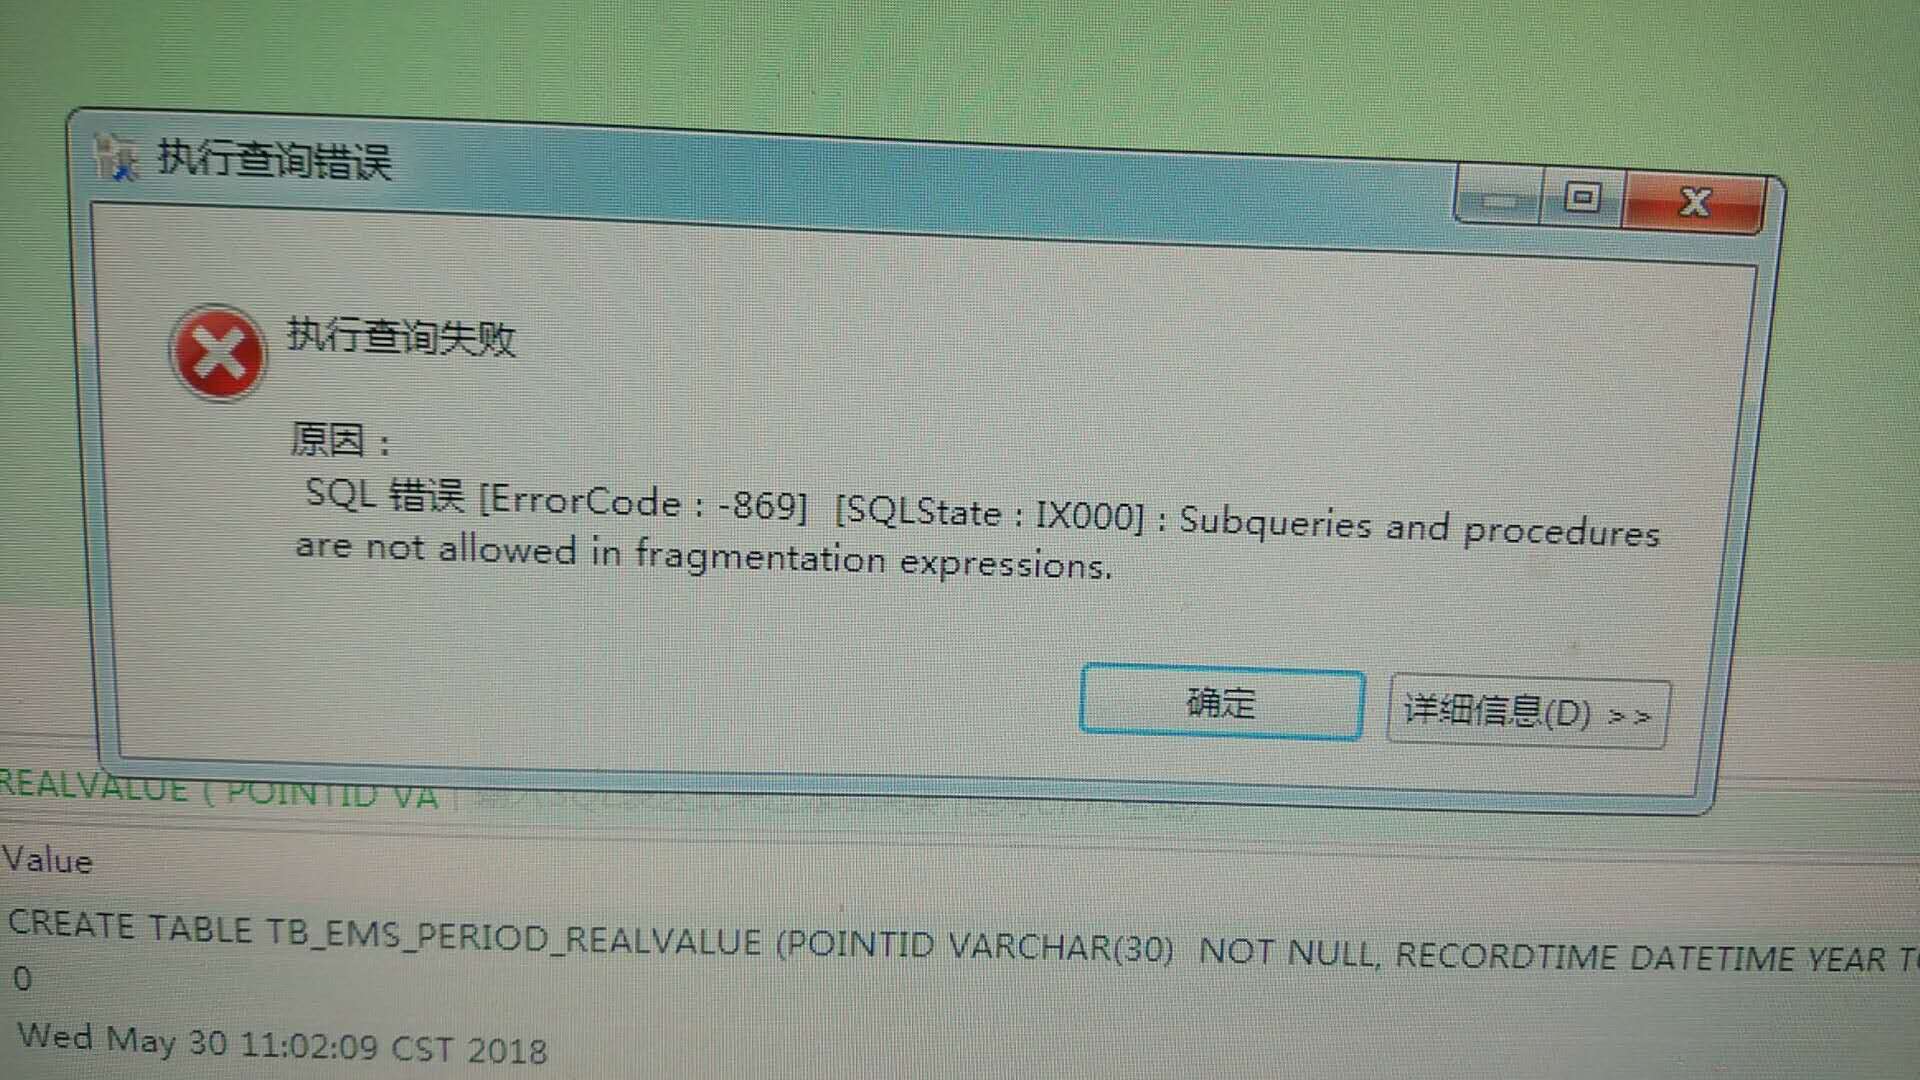 执行查询错误
执行查询失败
原因：
SQL 错误 [ErrorCode : -869] [SQLState : IX000] : Subqueries and procedures
are not allowed in fragmentation expressions.
确定
详细信息(D) >>
REALVALUE ( POINTID VA
Value
CREATE TABLE TB_EMS_PERIOD_REALVALUE (POINTID VARCHAR(30) NOT NULL, RECORDTIME DATETIME YEAR TO
0
Wed May 30 11:02:09 CST 2018